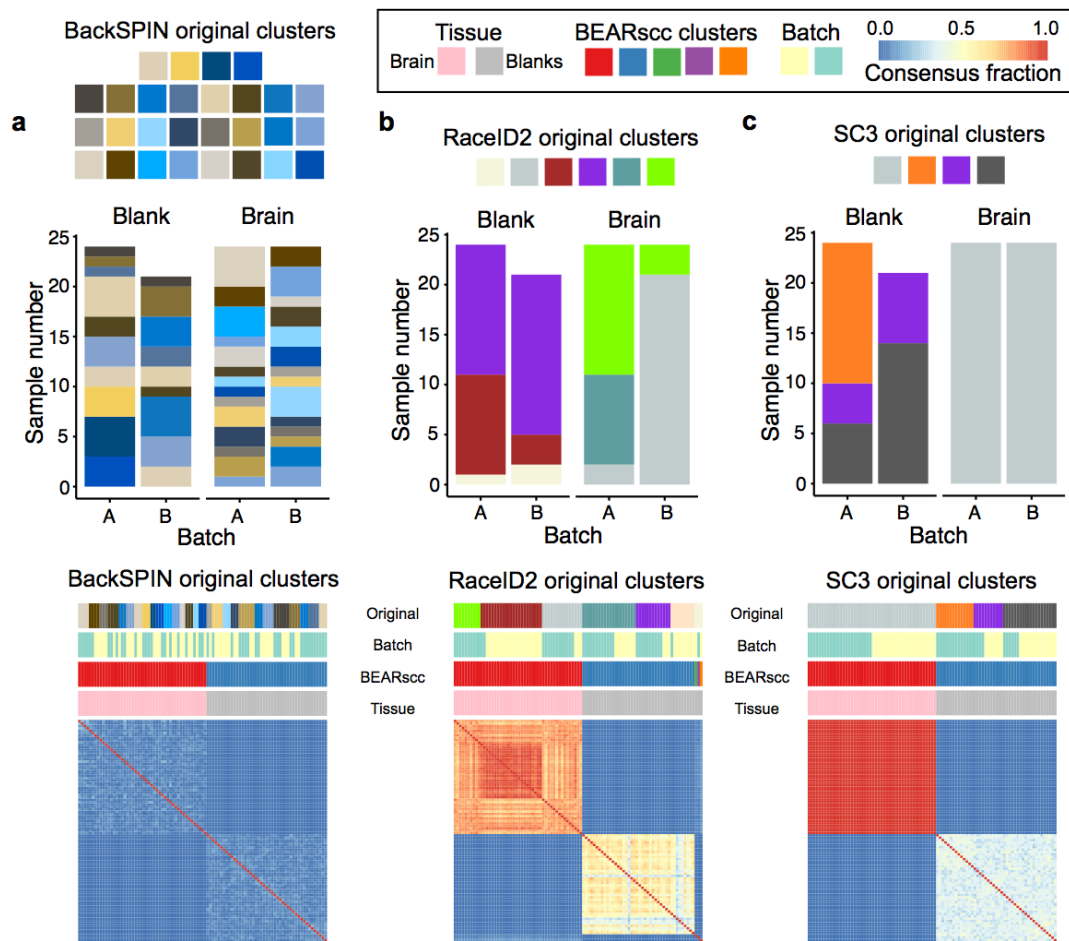 BackSPIN original clusters
Tissue
Brain
Blanks
BEARscc clusters
Batch
0.0 0.5 1.0
Consensus fraction
a
b
RaceID2 original clusters
c
SC3 original clusters
Blank Brain
25
20
15
10
5
0
Sample number
A B A B
Batch
Blank Brain
25
20
15
10
5
0
Sample number
A B A B
Batch
Blank Brain
25
20
15
10
5
0
Sample number
A B A B
Batch
BackSPIN original clusters
RaceID2 original clusters
SC3 original clusters
Original
Batch
BEARscc
Tissue
Original
Batch
BEARscc
Tissue